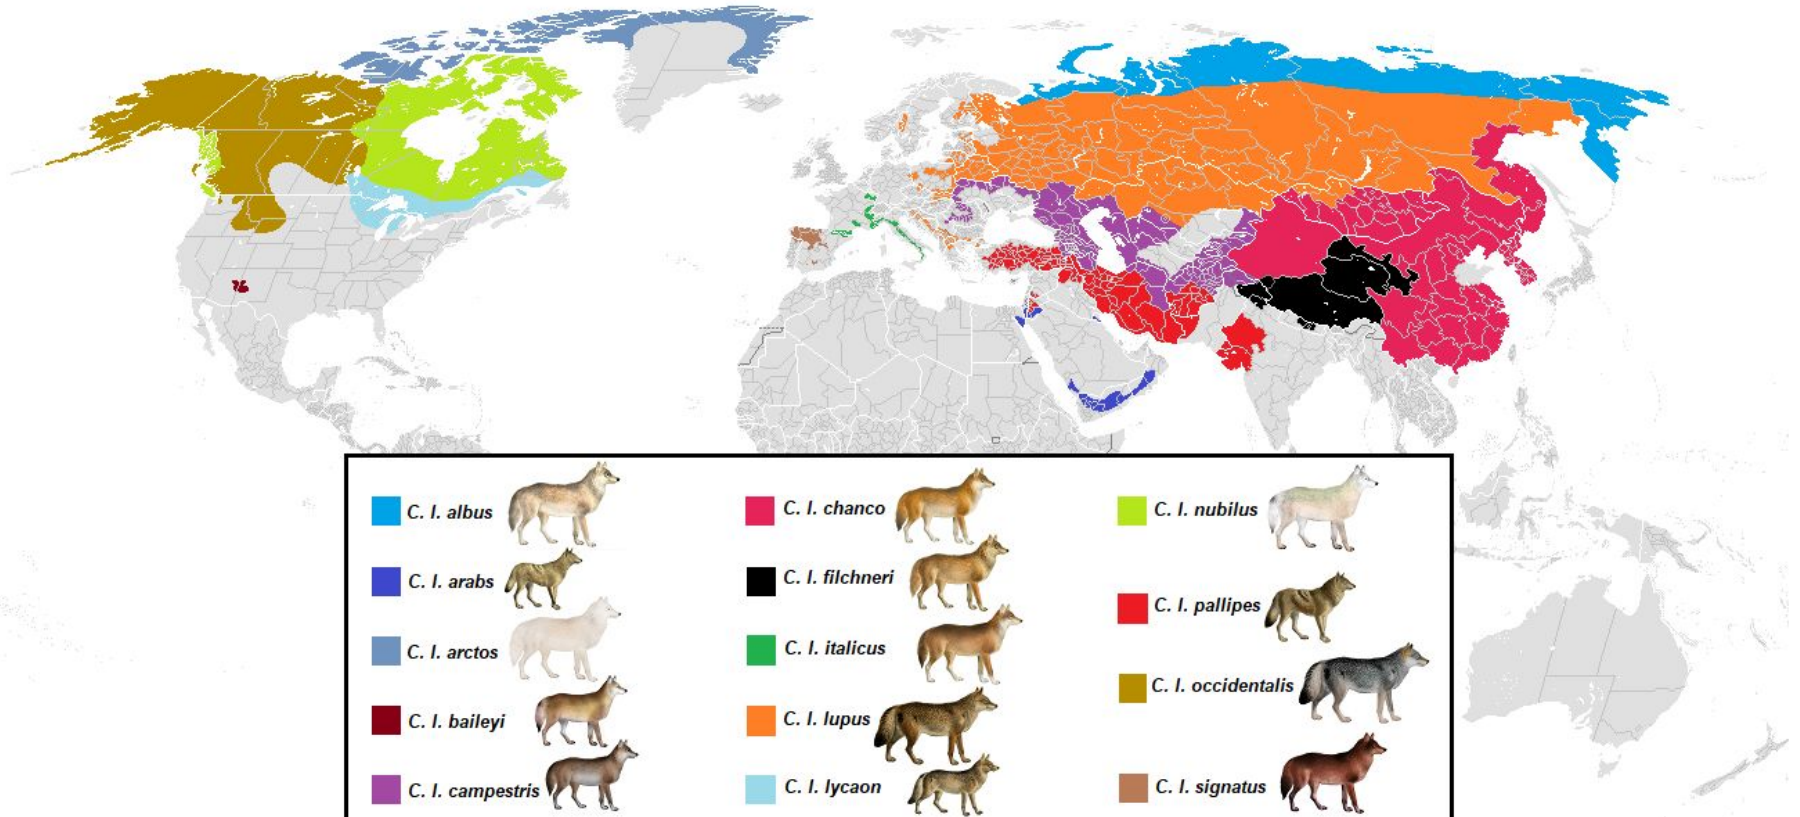 C. l. albus
C. l. arabs
C. l. arctos
C. l. baileyi
C. l. campestris
C. l. chanco
C. l. filchneri
C. l. italicus
C. l. lupus
C. l. lycaon
C. l. nubilus
C. l. pallipes
C. l. occidentalis
C. l. signatus